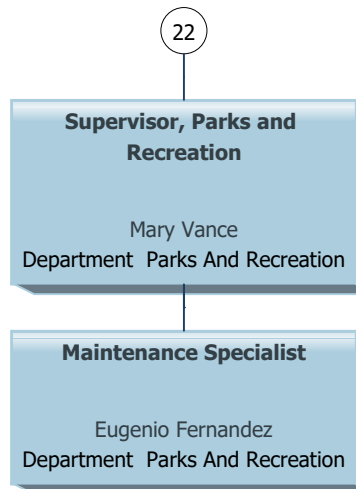 22
Supervisor, Parks and
Recreation
Mary Vance
Department  Parks And Recreation
Maintenance Specialist
Eugenio Fernandez
Department  Parks And Recreation